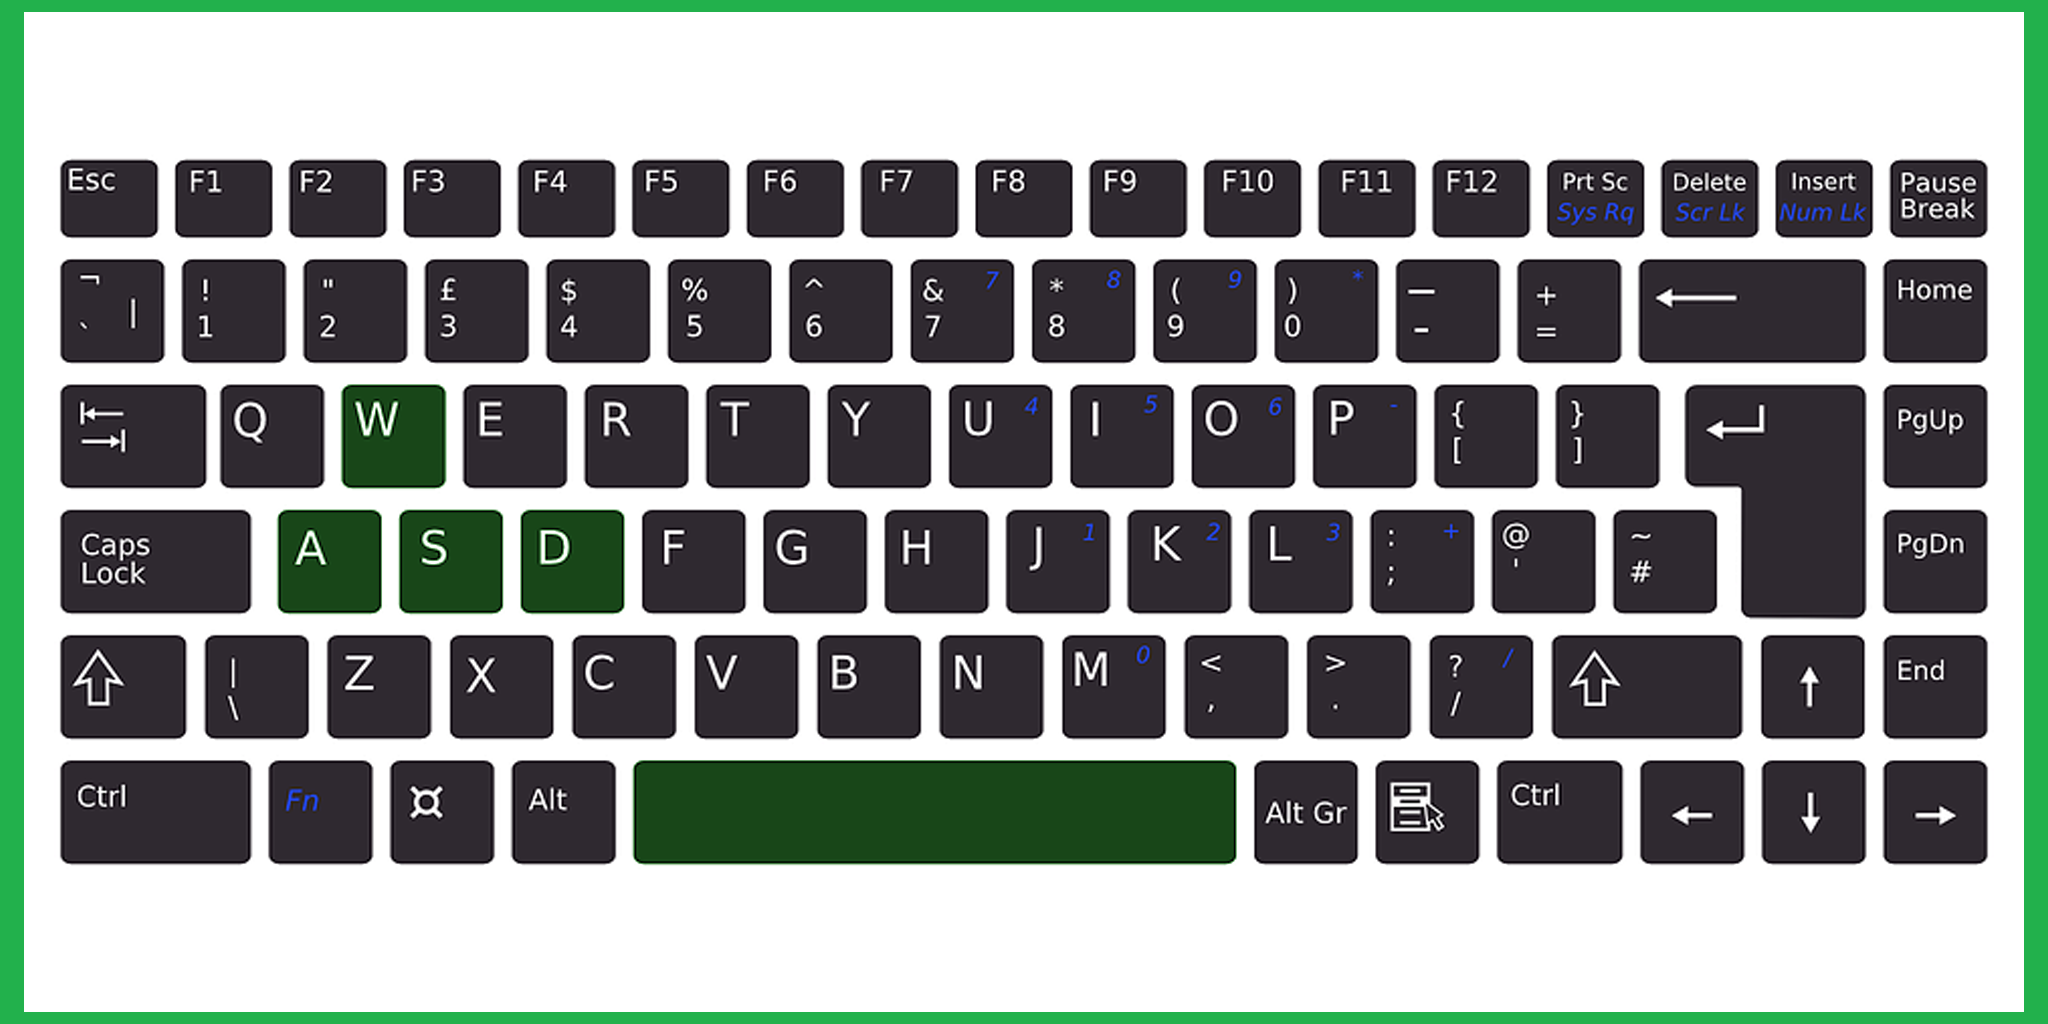 Esc F1 F2 F3 F4 F5 F6 F7 F8 F9 F10 F11 F12 Prt Sc Delete Insert Pause
Sys Rq Scr Lk Num Lk Break
¬ ! " £ $ % ^ & 7 * 8 ( 9 ) * — + Home
` | 1 2 3 4 5 6 7 8 9 0 - =
Q W E R T Y U 4 I 5 O 6 P - { } PgUp
[ ]
Caps A S D F G H J 1 K 2 L 3 : + @ ~ PgDn
Lock ; ' #
| Z X C V B N M 0 < > ? / End
\ , . /
Ctrl Fn Alt Alt Gr Ctrl